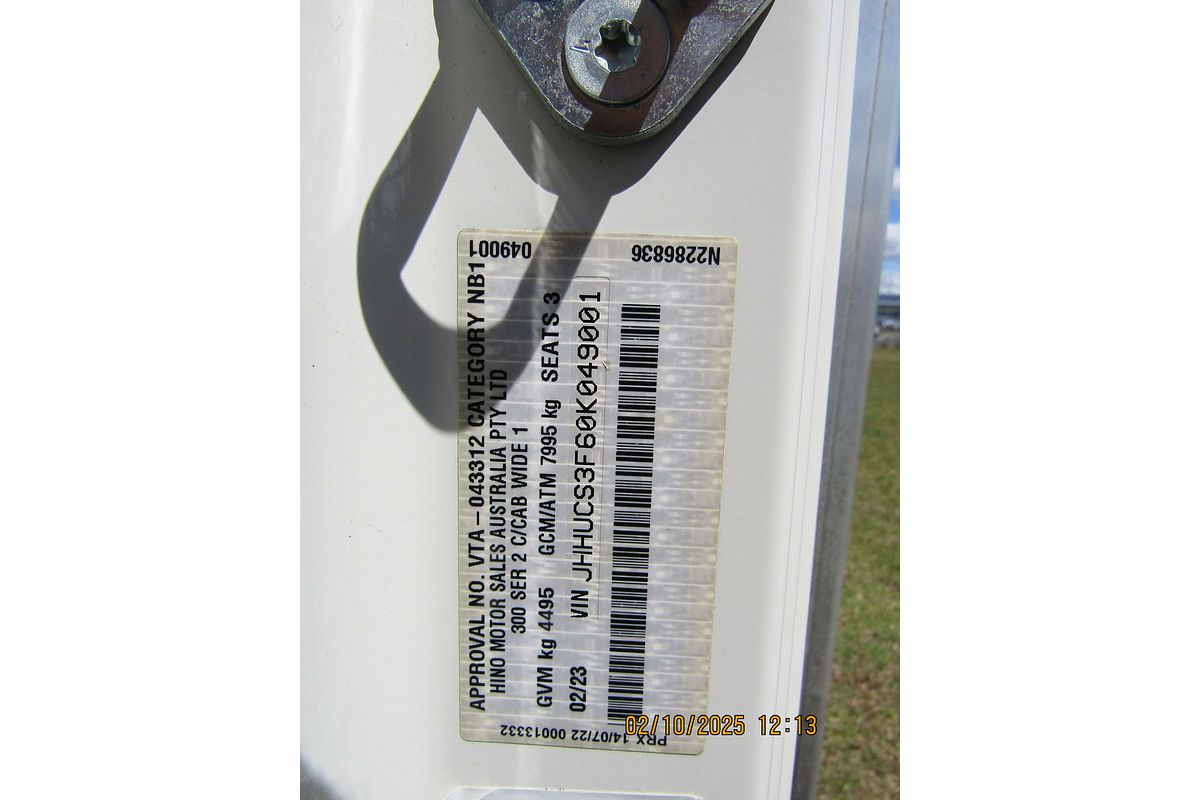 APPROVAL NO. VTA-043312 CATEGORY NB1
HINO MOTOR SALES AUSTRALIA PTY LTD
300 SER 2 C/CAB WIDE 1
GVM kg 4495 GCM/ATM 7995 kg SEATS 3
02/23 VIN JHHUCS3F60K049001
049001
N2286836
PRX 14/07/22 00013332
02/10/2025 12:13